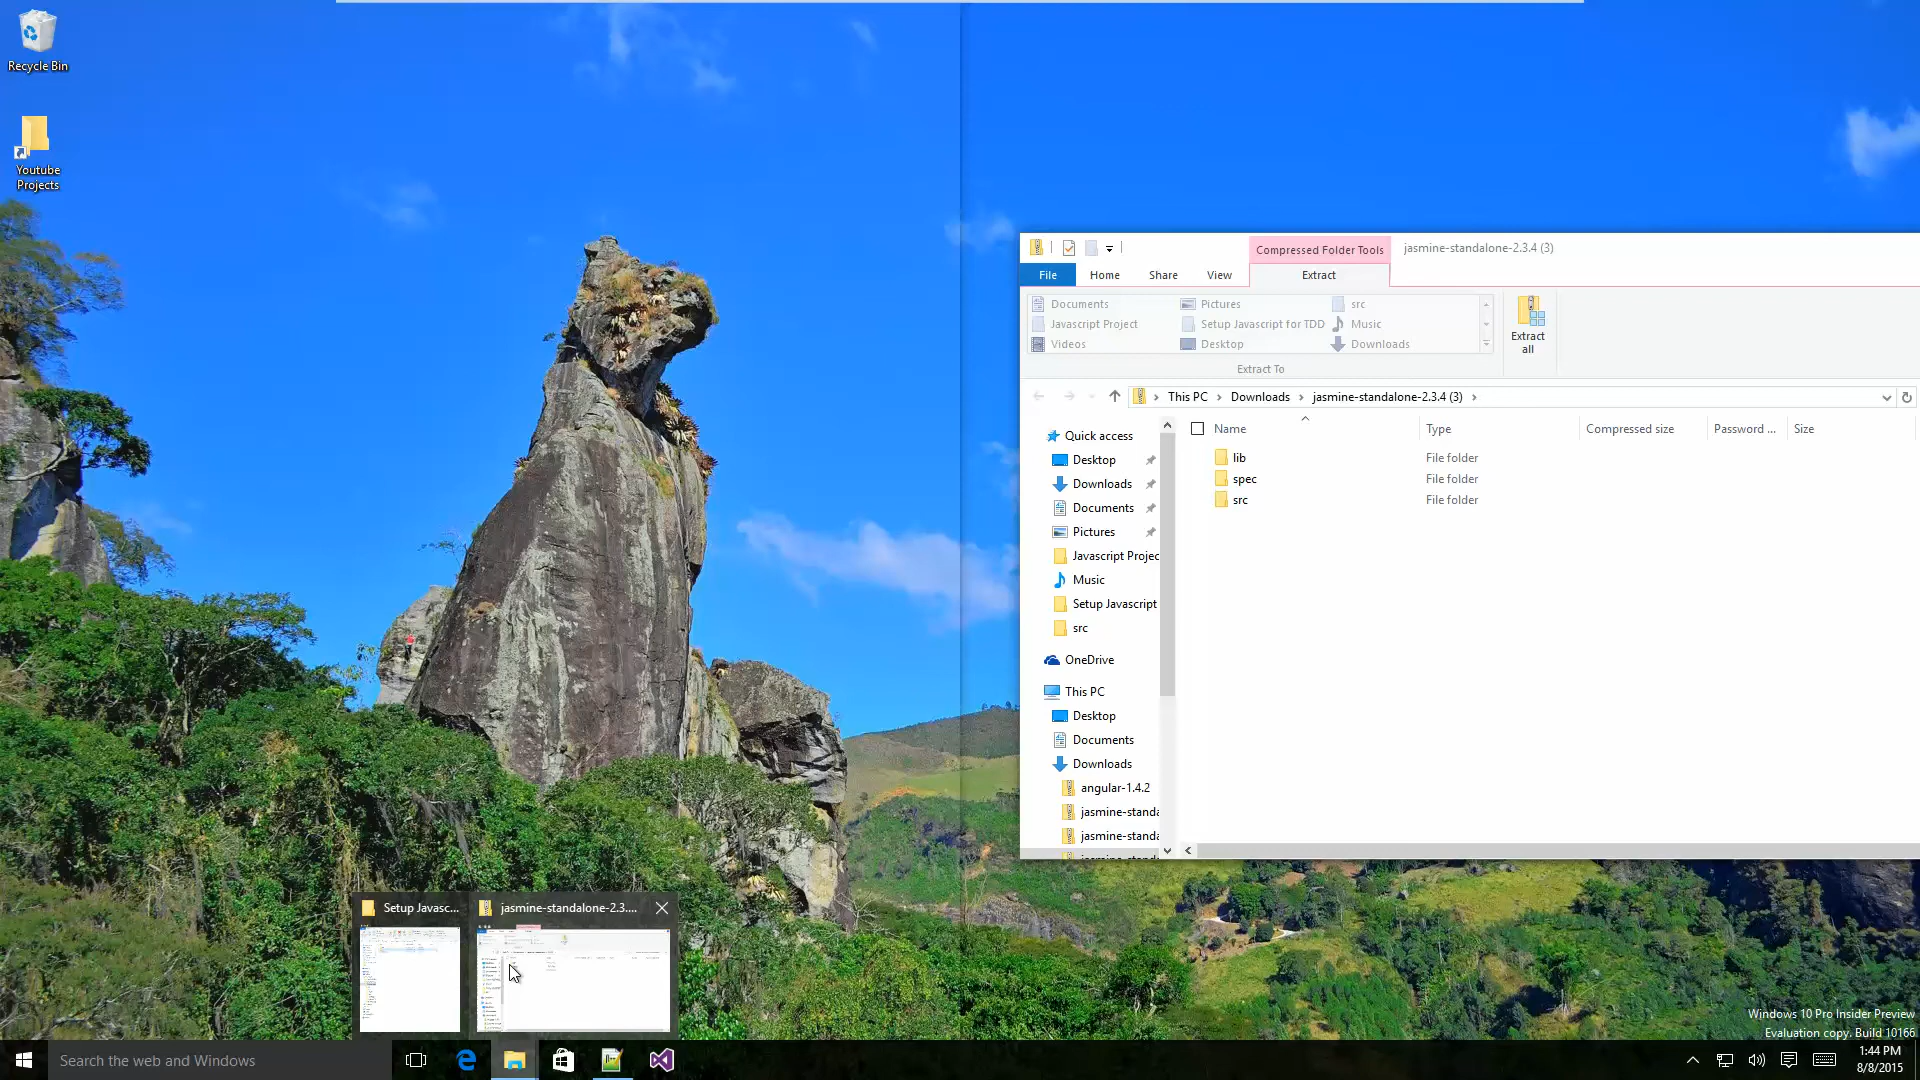 Recycle Bin
Youtube
Projects
Compressed Folder Tools
jasmine-standalone-2.3.4 (3)
File
Home
Share
View
Extract
Documents
Pictures
src
Javascript Project
Setup Javascript for TDD
Music
Videos
Desktop
Downloads
Extract To
Extract
all
This PC
Downloads
jasmine-standalone-2.3.4 (3)
Name
Type
Compressed size
Password ...
Size
lib
File folder
spec
File folder
src
File folder
Quick access
Desktop
Downloads
Documents
Pictures
Javascript Projec
Music
Setup Javascript
src
OneDrive
This PC
Desktop
Documents
Downloads
angular-1.4.2
jasmine-standa
jasmine-standa
Setup Javasc...
jasmine-standalone-2.3....
Windows 10 Pro Insider Preview
Evaluation copy. Build 10166
Search the web and Windows
1:44 PM
8/8/2015